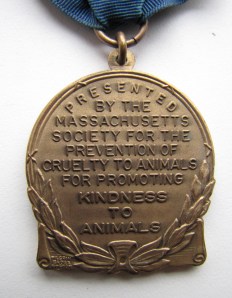 PRESENTED
BY THE
MASSACHUSETTS
SOCIETY FOR THE
PREVENTION OF
CRUELTY TO ANIMALS
FOR PROMOTING
KINDNESS
TO
ANIMALS